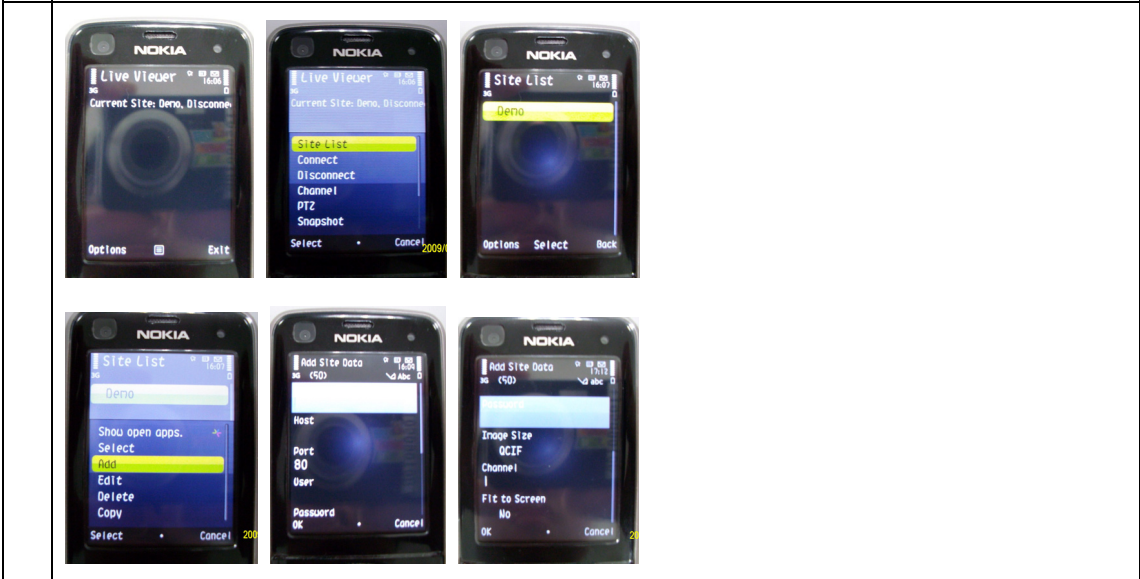 NOKIA
Live Viewer
16:06
3G
Current Site: Demo, Disconne
Options
Exit
NOKIA
Live Viewer
16:06
3G
Current Site: Demo, Disconne
Site List
Connect
Disconnect
Channel
PTZ
Snapshot
Select
Cancel
2009/
NOKIA
Site List
16:07
3G
Demo
Options Select Back
NOKIA
Site List
16:07
3G
Demo
Show open apps.
Select
Add
Edit
Delete
Copy
Select
Cancel
200
NOKIA
Add Site Data
16:09
3G (50)
Abc
Host
Port
80
User
Password
OK
Cancel
NOKIA
Add Site Data
17:12
3G (50)
abc
Password
Image Size
QCIF
Channel
1
Fit to Screen
No
OK
Cancel
20